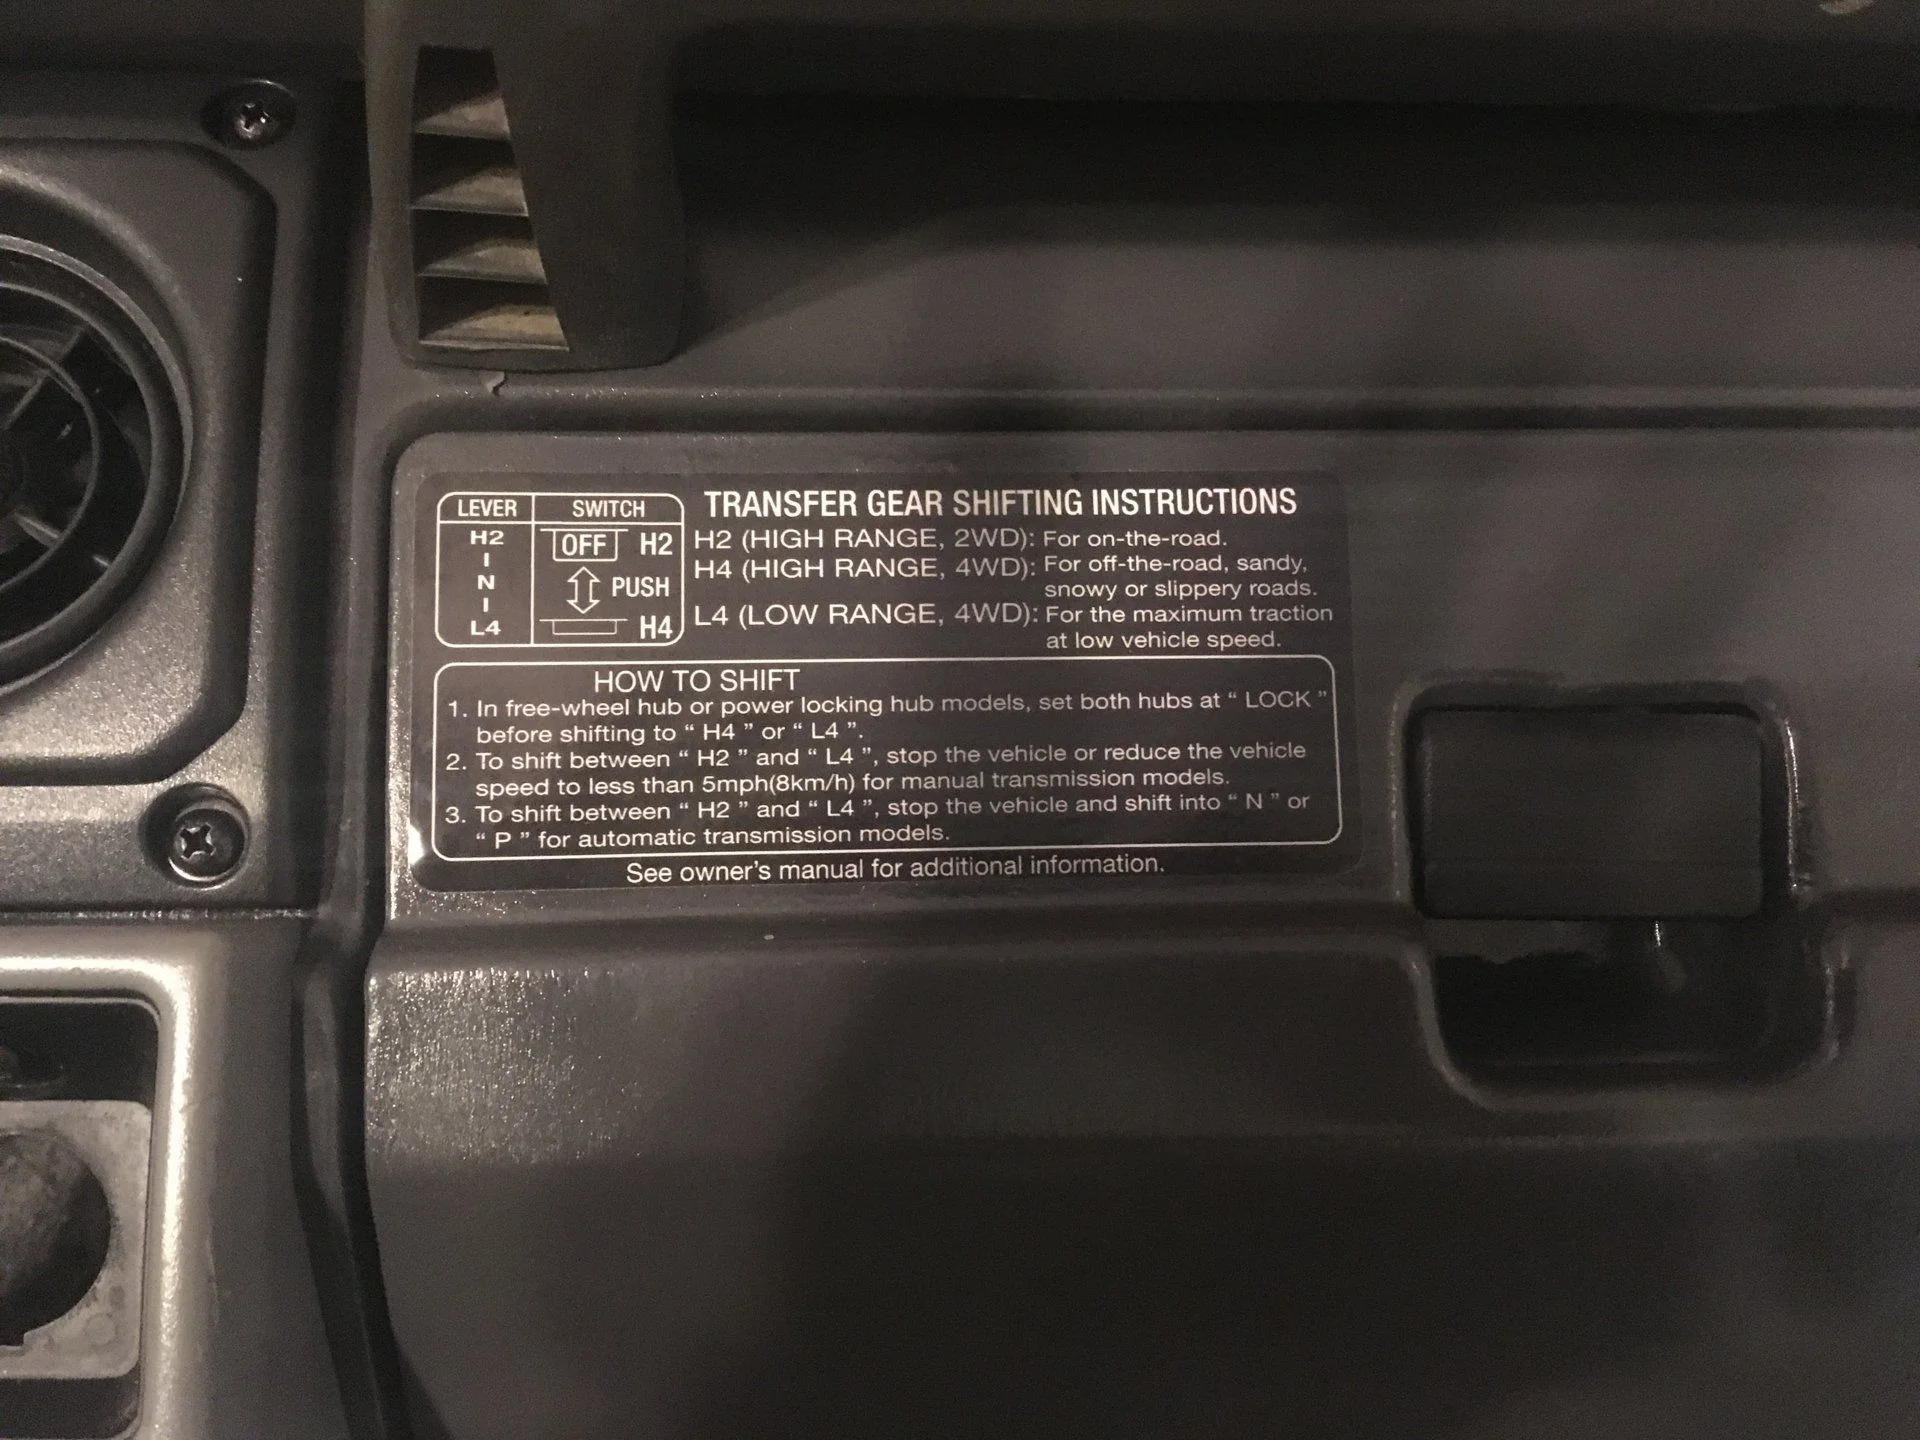 LEVER SWITCH
H2
I
N
I
L4
OFF H2
PUSH
H4
TRANSFER GEAR SHIFTING INSTRUCTIONS
H2 (HIGH RANGE, 2WD): For on-the-road.
H4 (HIGH RANGE, 4WD): For off-the-road, sandy,
snowy or slippery roads.
L4 (LOW RANGE, 4WD): For the maximum traction
at low vehicle speed.
HOW TO SHIFT
1. In free-wheel hub or power locking hub models, set both hubs at “ LOCK ”
before shifting to “ H4 ” or “ L4 ”.
2. To shift between “ H2 ” and “ L4 ”, stop the vehicle or reduce the vehicle
speed to less than 5mph(8km/h) for manual transmission models.
3. To shift between “ H2 ” and “ L4 ”, stop the vehicle and shift into “ N ” or
“ P ” for automatic transmission models.
See owner's manual for additional information.